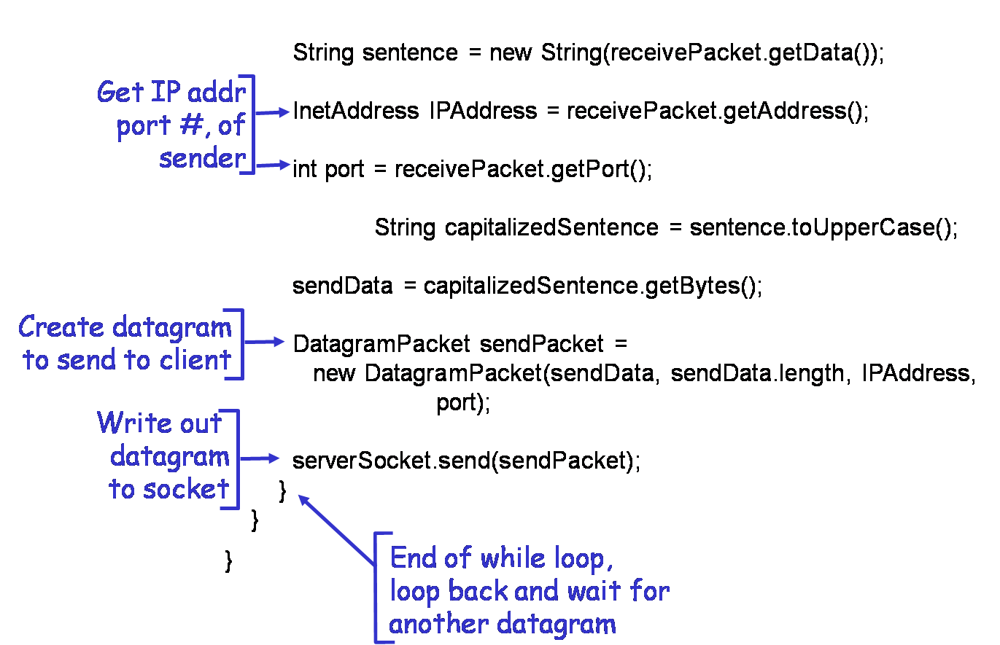 String sentence = new String(receivePacket.getData());
Get IP addr
port #, of
sender
InetAddress IPAddress = receivePacket.getAddress();
int port = receivePacket.getPort();
String capitalizedSentence = sentence.toUpperCase();
sendData = capitalizedSentence.getBytes();
Create datagram
to send to client
DatagramPacket sendPacket =
new DatagramPacket(sendData, sendData.length, IPAddress,
port);
Write out
datagram
to socket
serverSocket.send(sendPacket);
}
}
}
End of while loop,
loop back and wait for
another datagram